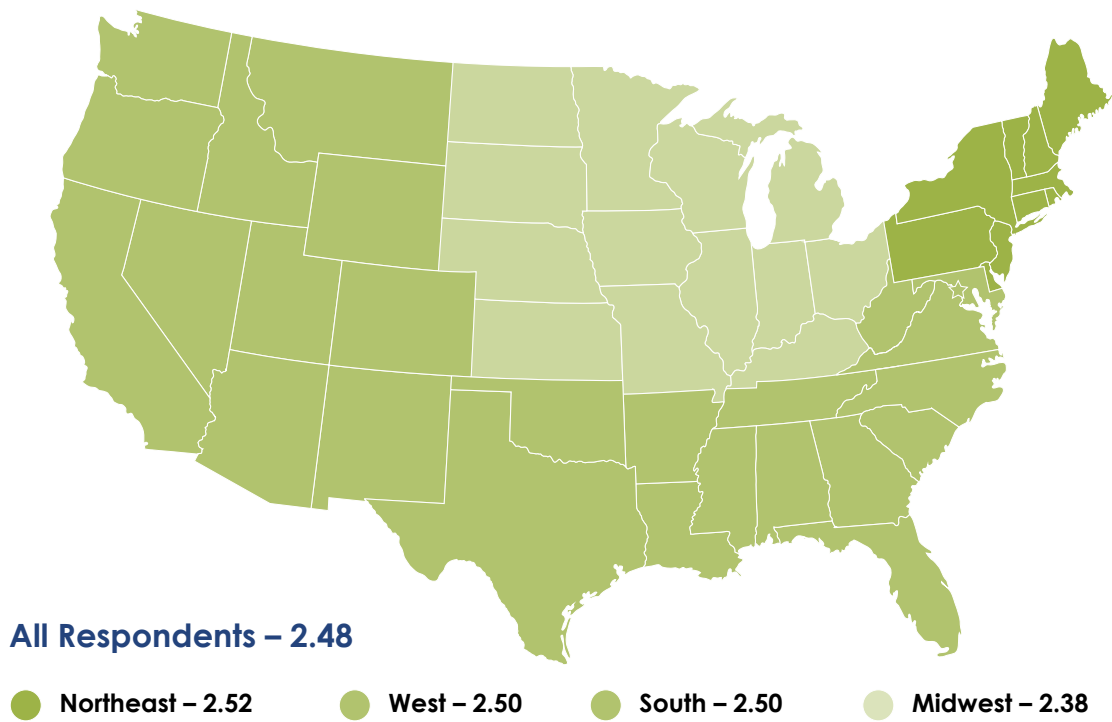 All Respondents – 2.48
Northeast – 2.52
West – 2.50
South – 2.50
Midwest – 2.38